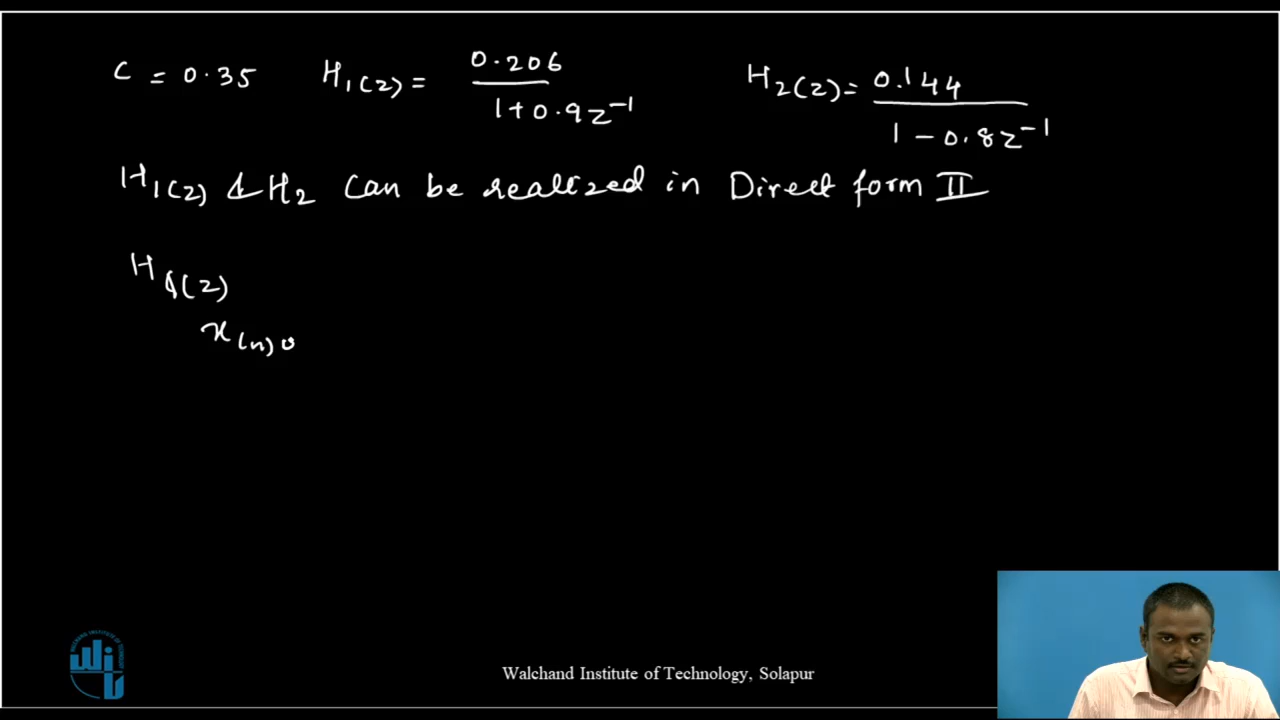 C = 0.35 H1(z) = 0.206 / 1+0.9z⁻¹ H2(z) = 0.144 / 1-0.8z⁻¹
H1(z) & H2 can be realized in Direct form II
H1(z)
x(n)
Walchand Institute of Technology, Solapur